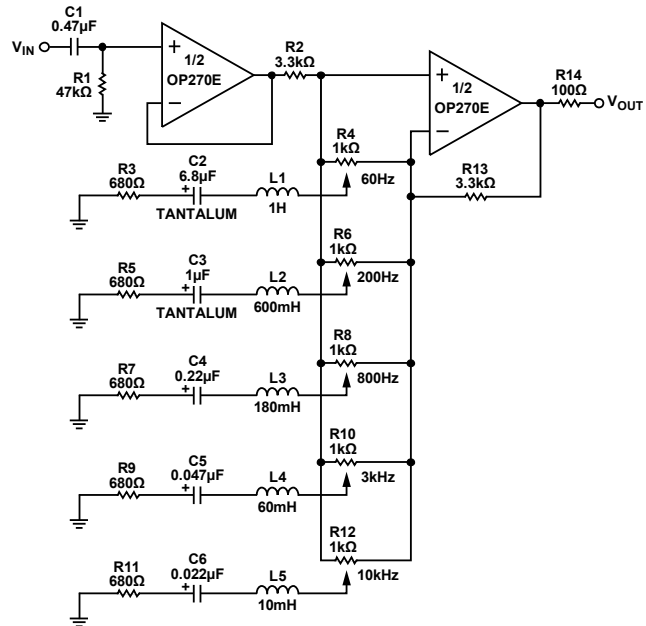 C1
0.47µF
VIN
R1
47kΩ
+
1/2
OP270E
–
R2
3.3kΩ
+
1/2
OP270E
–
R14
100Ω
VOUT
R13
3.3kΩ
R3
680Ω
C2
6.8µF
+
TANTALUM
L1
1H
R4
1kΩ
60Hz
R5
680Ω
C3
1µF
+
TANTALUM
L2
600mH
R6
1kΩ
200Hz
R7
680Ω
C4
0.22µF
+
L3
180mH
R8
1kΩ
800Hz
R9
680Ω
C5
0.047µF
+
L4
60mH
R10
1kΩ
3kHz
R11
680Ω
C6
0.022µF
+
L5
10mH
R12
1kΩ
10kHz